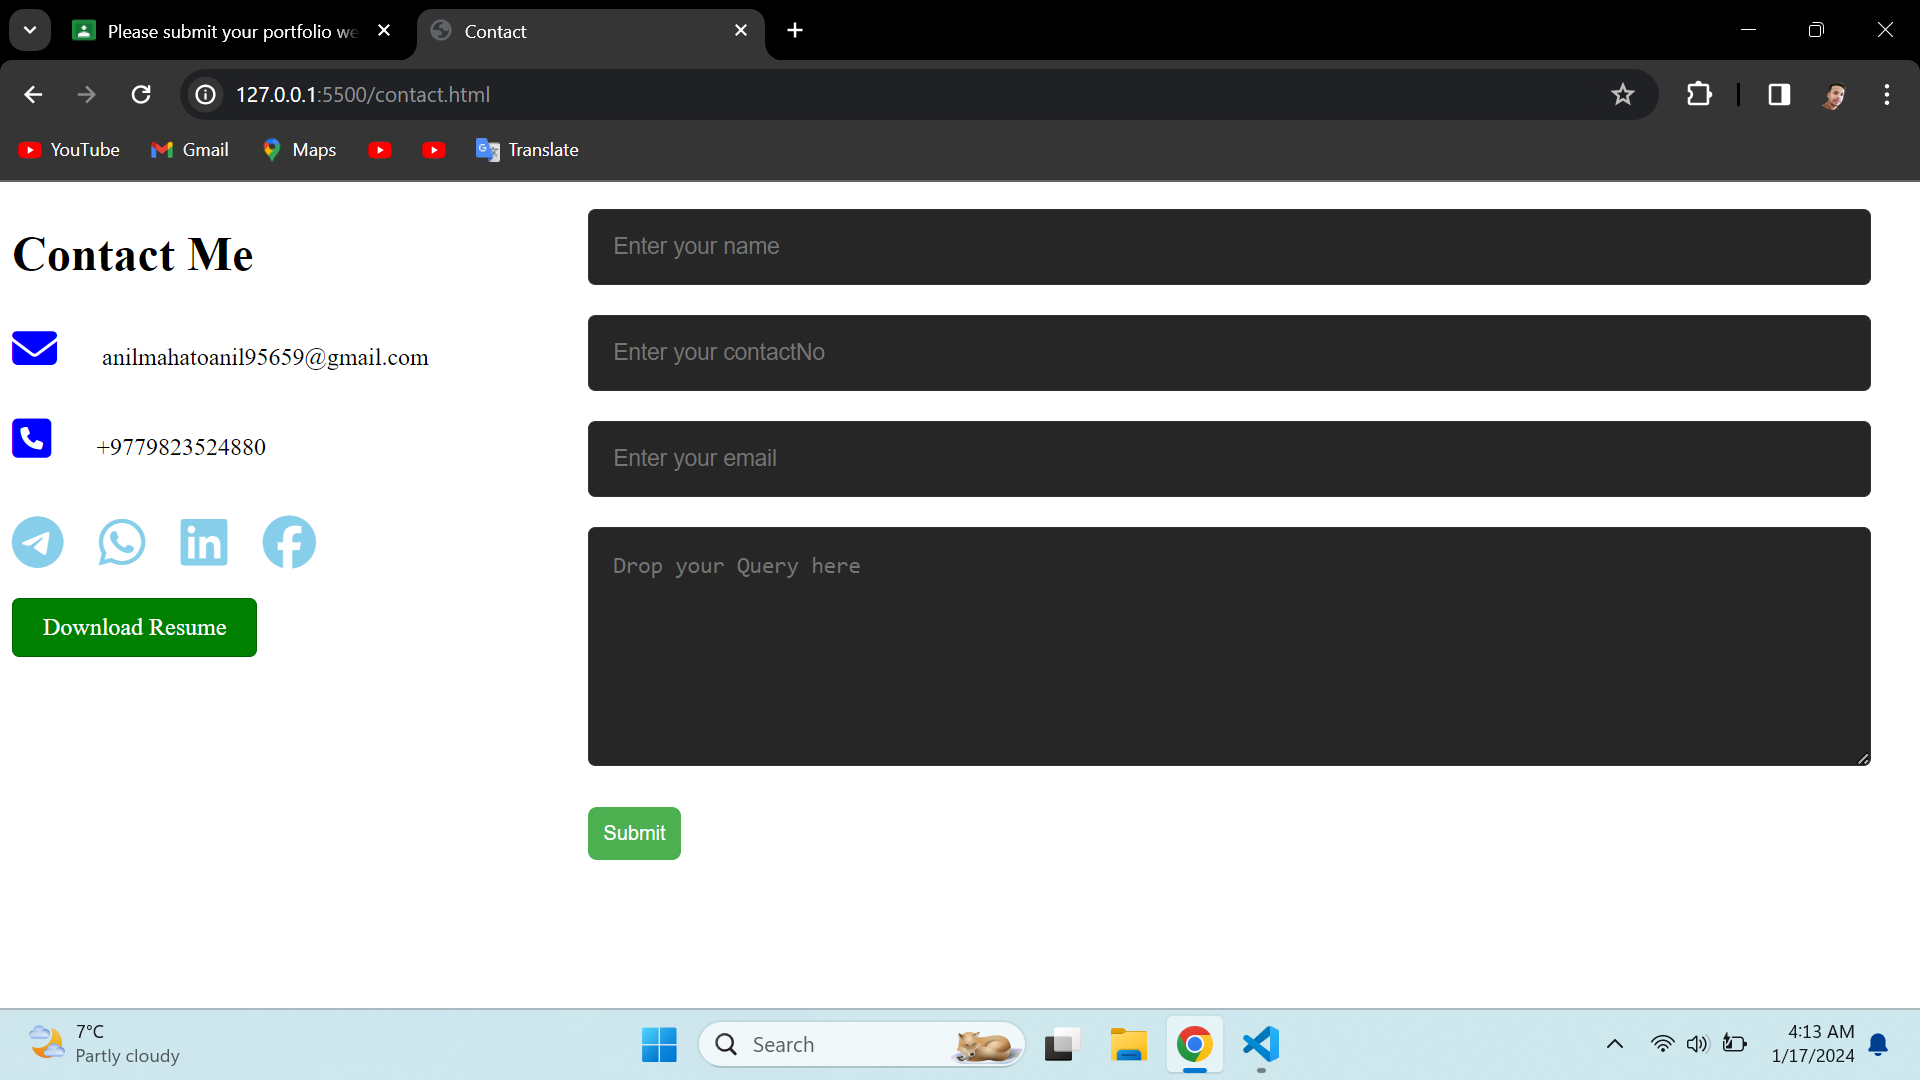 Please submit your portfolio we
Contact
127.0.0.1:5500/contact.html
YouTube
Gmail
Maps
Translate
Contact Me
anilmahatoanil95659@gmail.com
+9779823524880
Download Resume
Enter your name
Enter your contactNo
Enter your email
Drop your Query here
Submit
7°C
Partly cloudy
Search
4:13 AM
1/17/2024